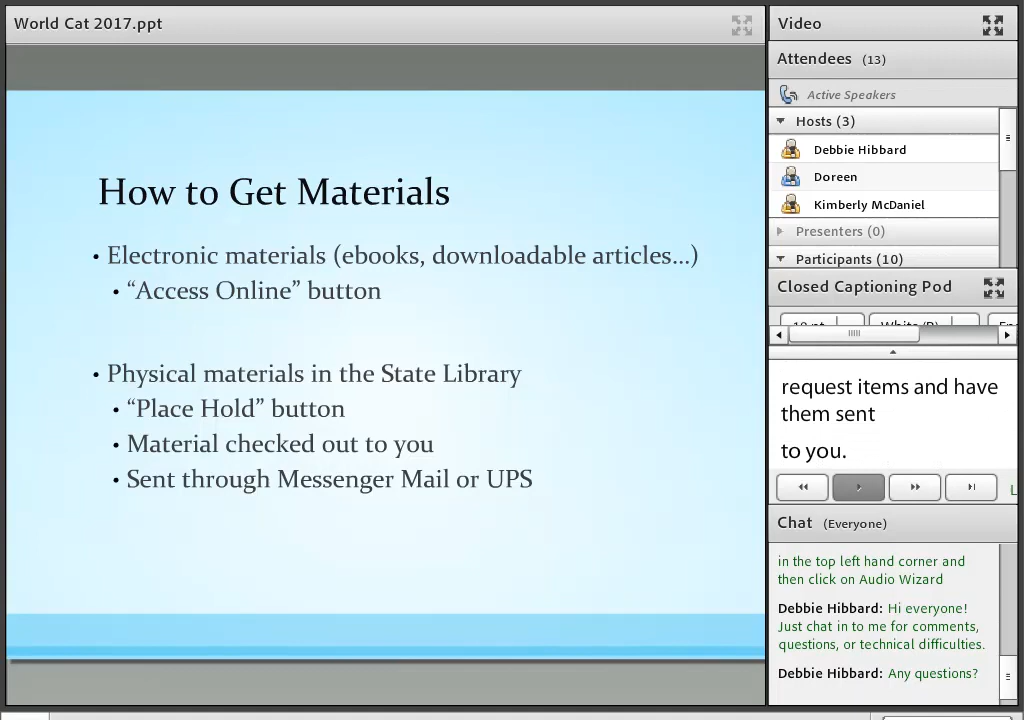 World Cat 2017.ppt
How to Get Materials
• Electronic materials (ebooks, downloadable articles...)
• “Access Online” button
• Physical materials in the State Library
• “Place Hold” button
• Material checked out to you
• Sent through Messenger Mail or UPS
Video
Attendees (13)
Active Speakers
Hosts (3)
Debbie Hibbard
Doreen
Kimberly McDaniel
Presenters (0)
Participants (10)
Closed Captioning Pod
request items and have
them sent
to you.
Chat (Everyone)
in the top left hand corner and
then click on Audio Wizard
Debbie Hibbard: Hi everyone!
Just chat in to me for comments,
questions, or technical difficulties.
Debbie Hibbard: Any questions?